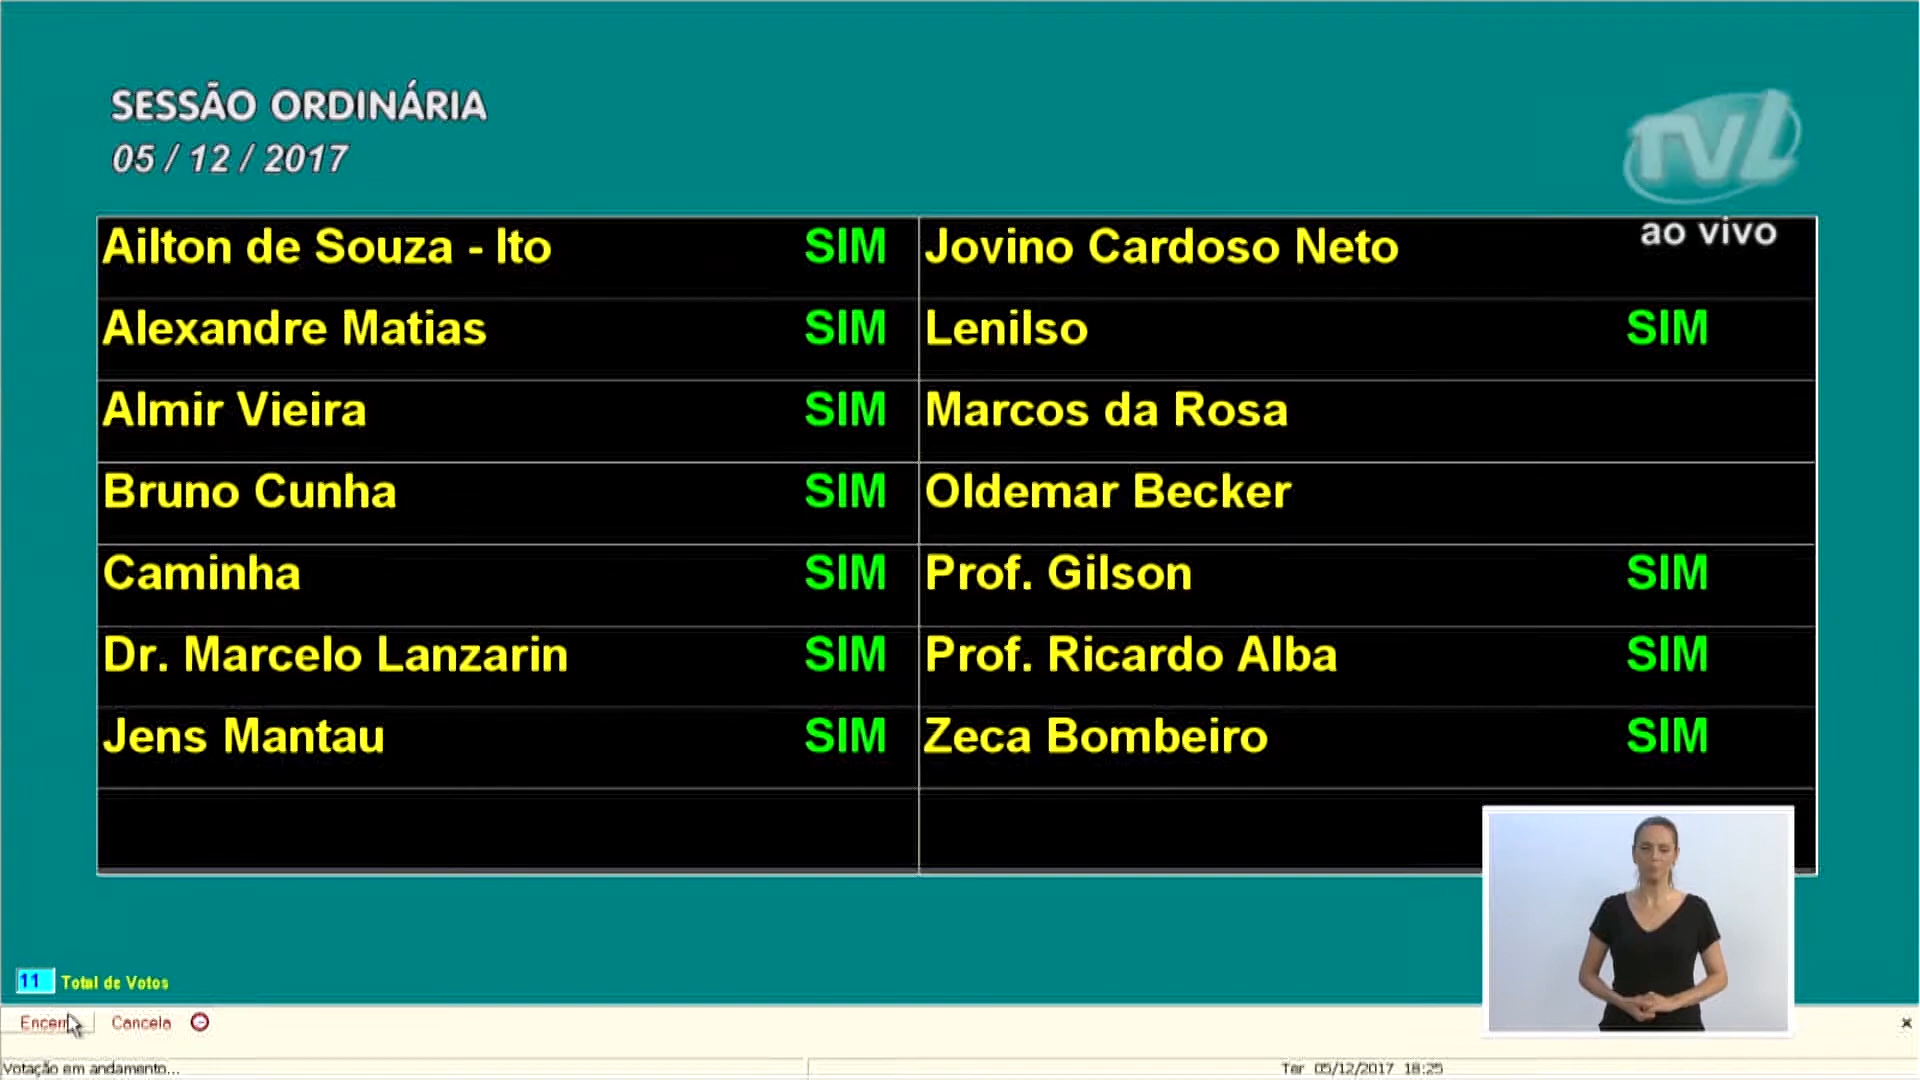 SESSÃO ORDINÁRIA
05 / 12 / 2017
TVL
ao vivo
Ailton de Souza - Ito SIM
Alexandre Matias SIM
Almir Vieira SIM
Bruno Cunha SIM
Caminha SIM
Dr. Marcelo Lanzarin SIM
Jens Mantau SIM
Jovino Cardoso Neto
Lenilso SIM
Marcos da Rosa
Oldemar Becker
Prof. Gilson SIM
Prof. Ricardo Alba SIM
Zeca Bombeiro SIM
11 Total de Votos
Cancela
Votação em andamento...
Ter 05/12/2017 18:25